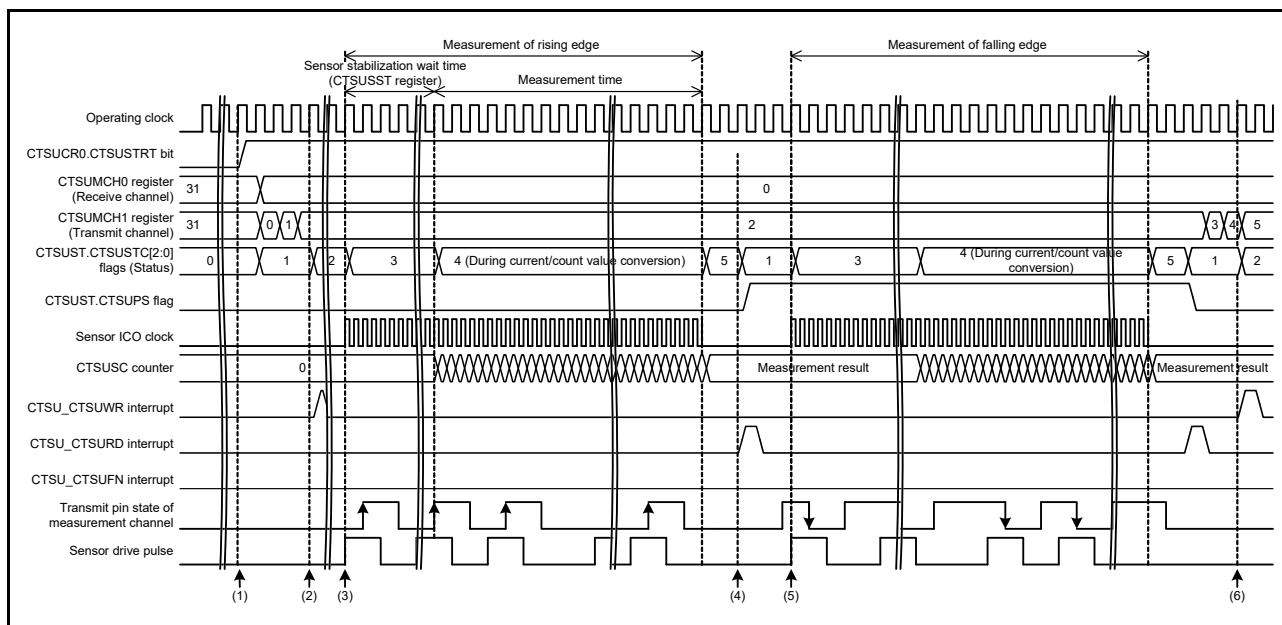 Measurement of rising edge
Measurement of falling edge
Sensor stabilization wait time
(CTSUSST register)
Measurement time
Operating clock
CTSUCR0.CTSUSTRT bit
CTSUMCH0 register
(Receive channel)
31
0
CTSUMCH1 register
(Transmit channel)
31
0
1
2
3
4
5
CTSUST.CTSUSTC[2:0]
flags (Status)
0
1
2
3
4 (During current/count value conversion)
5
1
3
4 (During current/count value
conversion)
5
1
2
CTSUST.CTSUPS flag
Sensor ICO clock
CTSUSC counter
0
Measurement result
Measurement result
CTSU_CTSUWR interrupt
CTSU_CTSURD interrupt
CTSU_CTSUFN interrupt
Transmit pin state of
measurement channel
Sensor drive pulse
(1)
(2)
(3)
(4)
(5)
(6)